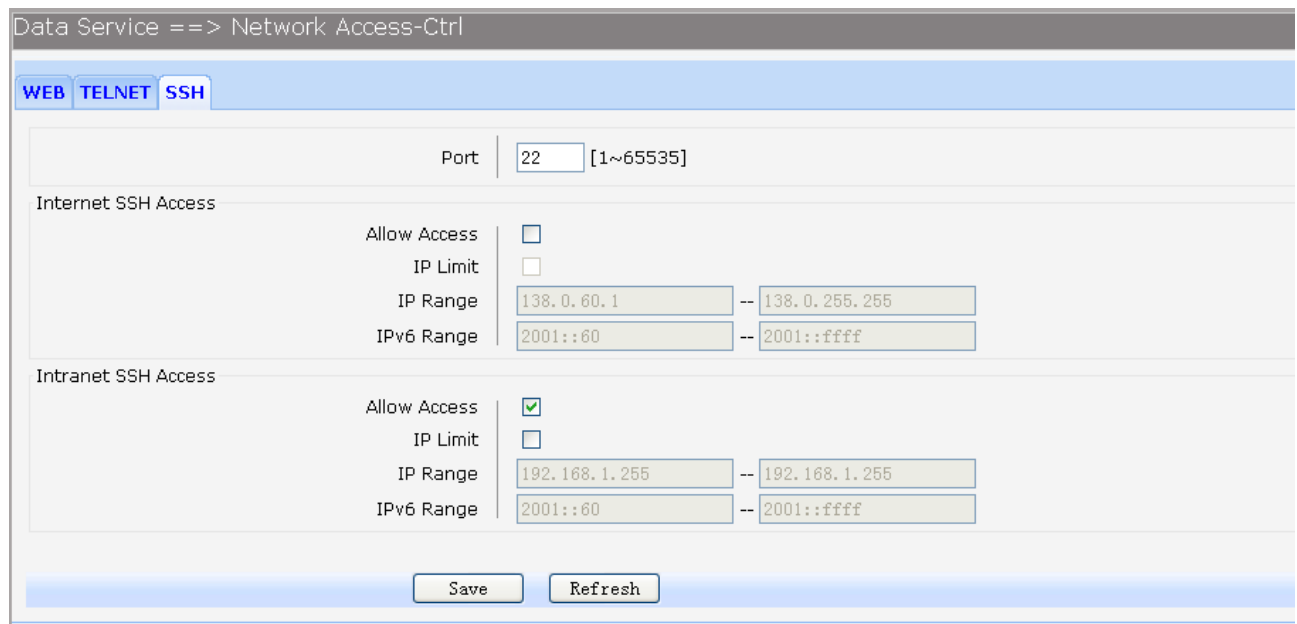 Data Service ==> Network Access-Ctrl
WEB TELNET SSH
Port 22 [1~65535]
Internet SSH Access
Allow Access
IP Limit
IP Range 138.0.60.1 -- 138.0.255.255
IPv6 Range 2001::60 -- 2001::ffff
Intranet SSH Access
Allow Access
IP Limit
IP Range 192.168.1.255 -- 192.168.1.255
IPv6 Range 2001::60 -- 2001::ffff
Save Refresh